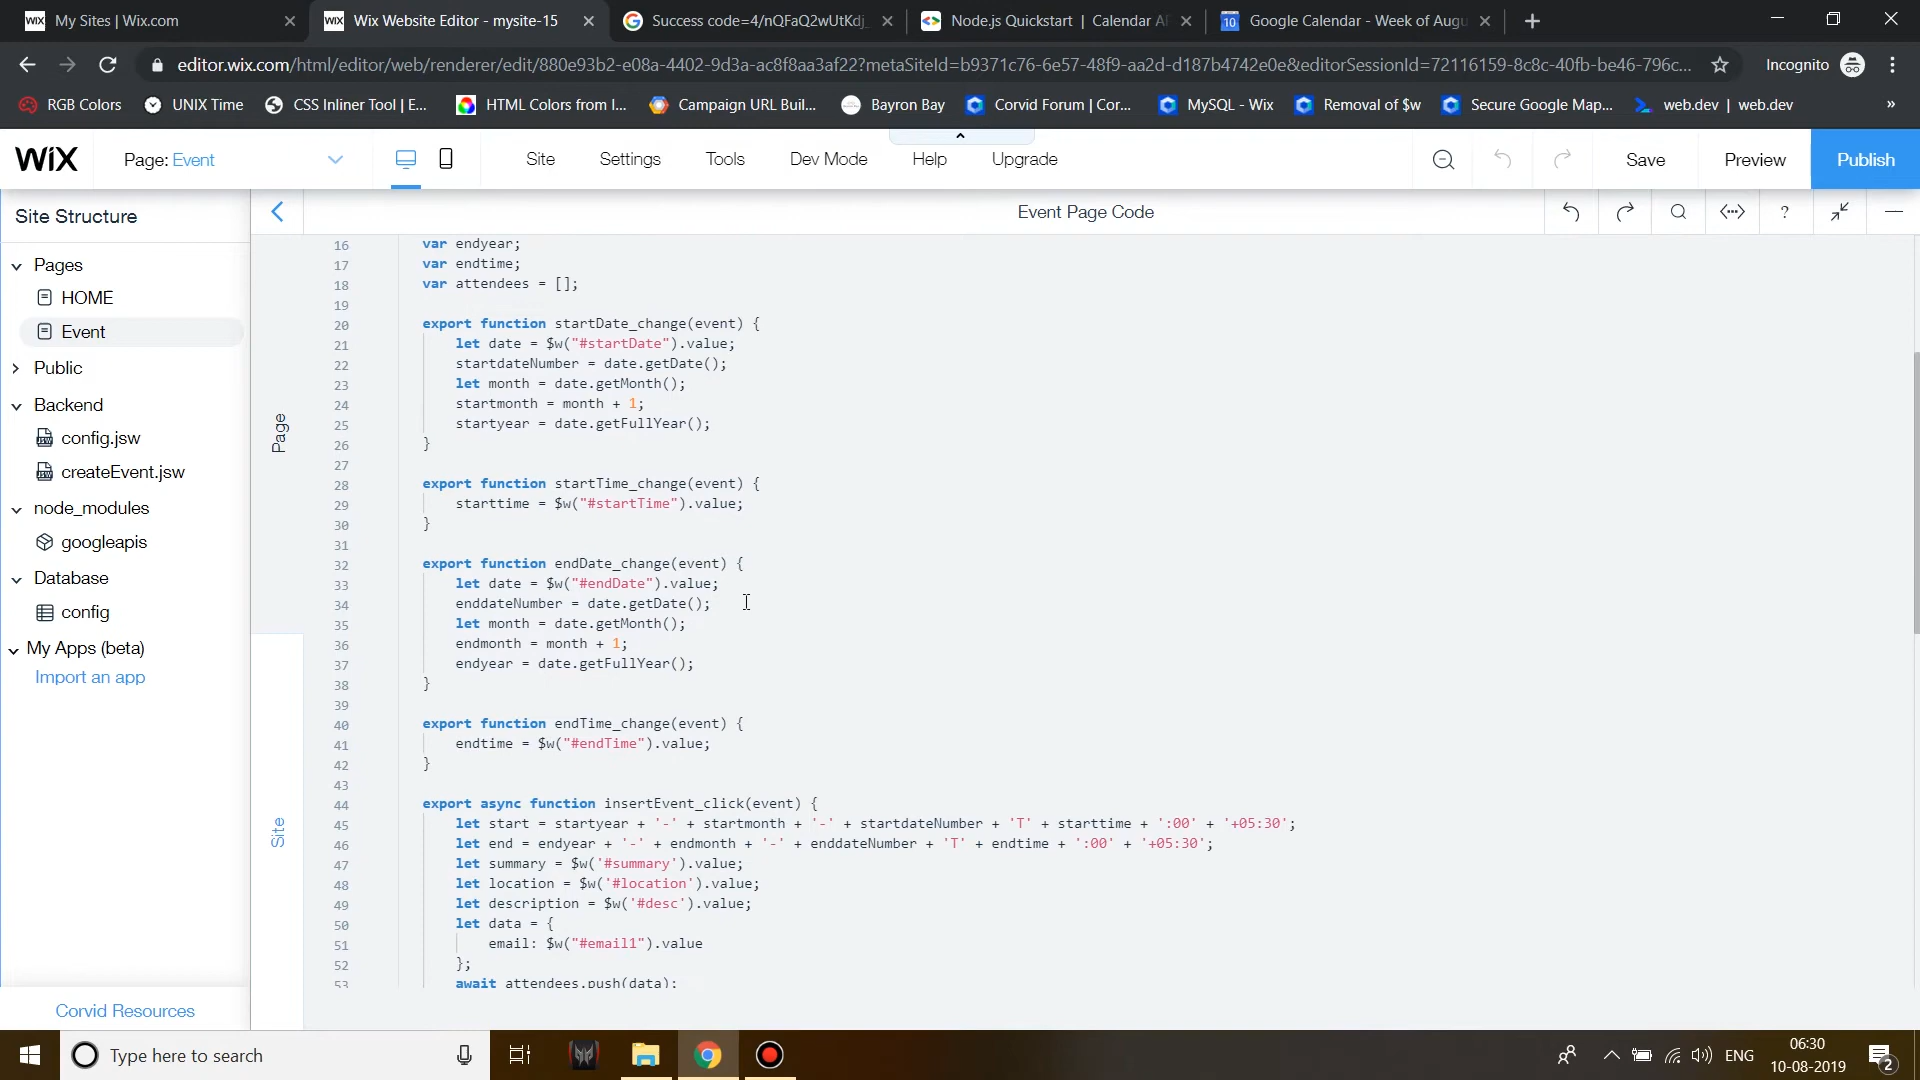 My Sites | Wix.com
Wix Website Editor - mysite-15
Success code=4/nQFaQ2wUtKdj_
Node.js Quickstart | Calendar AP
Google Calendar - Week of Augu
editor.wix.com/html/editor/web/renderer/edit/880e93b2-e08a-4402-9d3a-ac8f8aa3af22?metaSiteId=b9371c76-6e57-48f9-aa2d-d187b4742e0e&editorSessionId=72116159-8c8c-40fb-be46-796c...
Incognito
RGB Colors
UNIX Time
CSS Inliner Tool | E...
HTML Colors from I...
Campaign URL Buil...
Bayron Bay
Corvid Forum | Cor...
MySQL - Wix
Removal of $w
Secure Google Map...
web.dev | web.dev
»
WiX
Page: Event
Site
Settings
Tools
Dev Mode
Help
Upgrade
Save
Preview
Publish
Site Structure
Event Page Code
?
Pages
HOME
Event
Public
Backend
config.jsw
createEvent.jsw
node_modules
googleapis
Database
config
My Apps (beta)
Import an app
Corvid Resources
Page
Site
16 var endyear;
17 var endtime;
18 var attendees = [];
19
20 export function startDate_change(event) {
21 let date = $w("#startDate").value;
22 startdateNumber = date.getDate();
23 let month = date.getMonth();
24 startmonth = month + 1;
25 startyear = date.getFullYear();
26 }
27
28 export function startTime_change(event) {
29 starttime = $w("#startTime").value;
30 }
31
32 export function endDate_change(event) {
33 let date = $w("#endDate").value;
34 enddateNumber = date.getDate();
35 let month = date.getMonth();
36 endmonth = month + 1;
37 endyear = date.getFullYear();
38 }
39
40 export function endTime_change(event) {
41 endtime = $w("#endTime").value;
42 }
43
44 export async function insertEvent_click(event) {
45 let start = startyear + '-' + startmonth + '-' + startdateNumber + 'T' + starttime + ':00' + '+05:30';
46 let end = endyear + '-' + endmonth + '-' + enddateNumber + 'T' + endtime + ':00' + '+05:30';
47 let summary = $w('#summary').value;
48 let location = $w('#location').value;
49 let description = $w('#desc').value;
50 let data = {
51 email: $w("#email1").value
52 };
53 await attendees.push(data);
Type here to search
ENG
06:30
10-08-2019
2